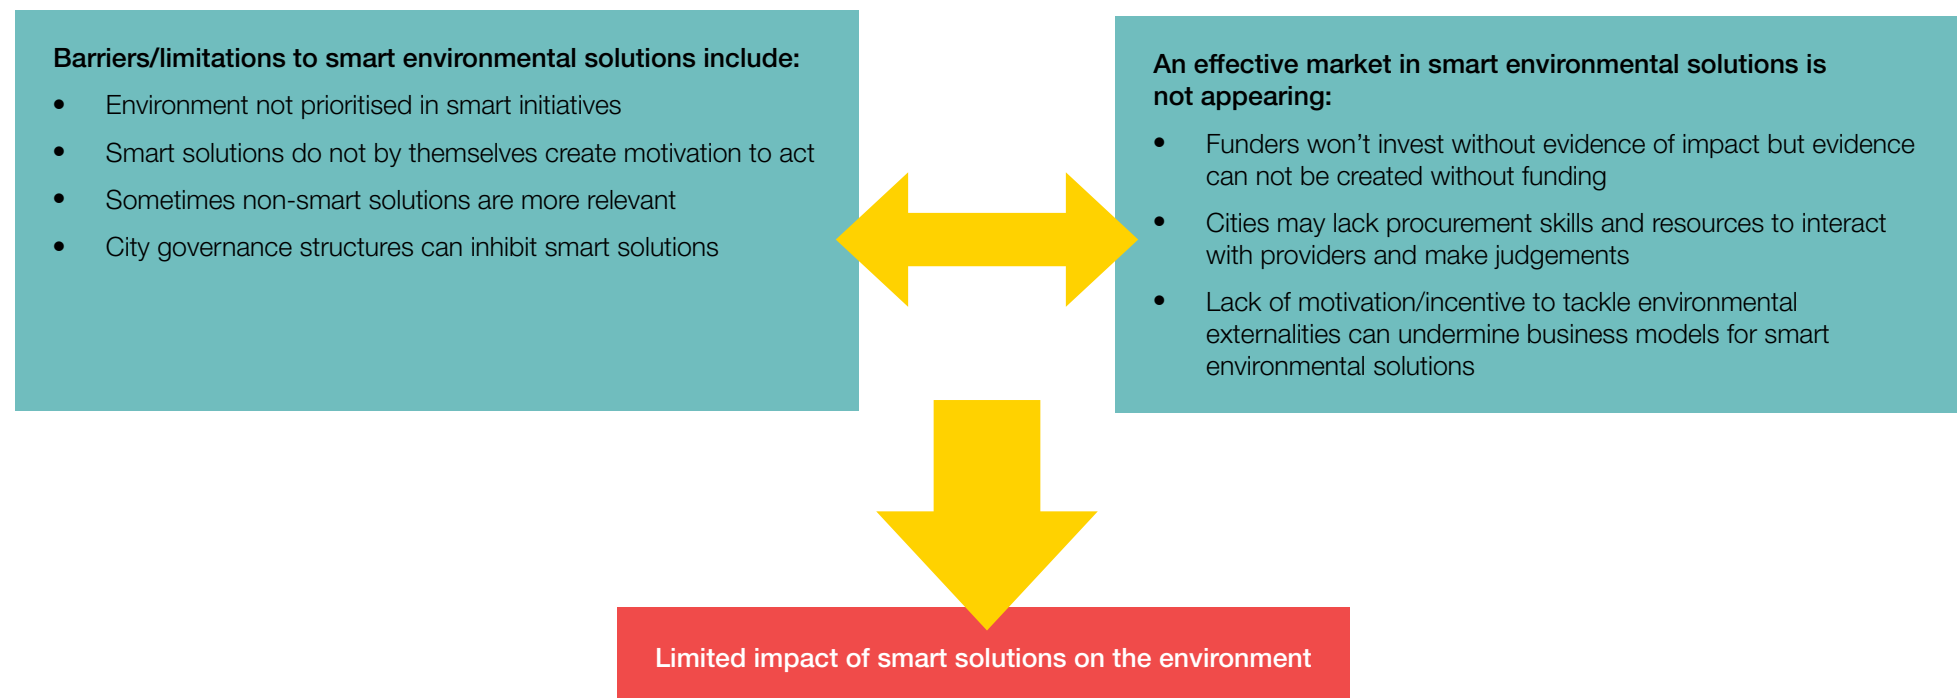 Barriers/limitations to smart environmental solutions include:
• Environment not prioritised in smart initiatives
• Smart solutions do not by themselves create motivation to act
• Sometimes non-smart solutions are more relevant
• City governance structures can inhibit smart solutions
An effective market in smart environmental solutions is
not appearing:
• Funders won’t invest without evidence of impact but evidence
can not be created without funding
• Cities may lack procurement skills and resources to interact
with providers and make judgements
• Lack of motivation/incentive to tackle environmental
externalities can undermine business models for smart
environmental solutions
Limited impact of smart solutions on the environment